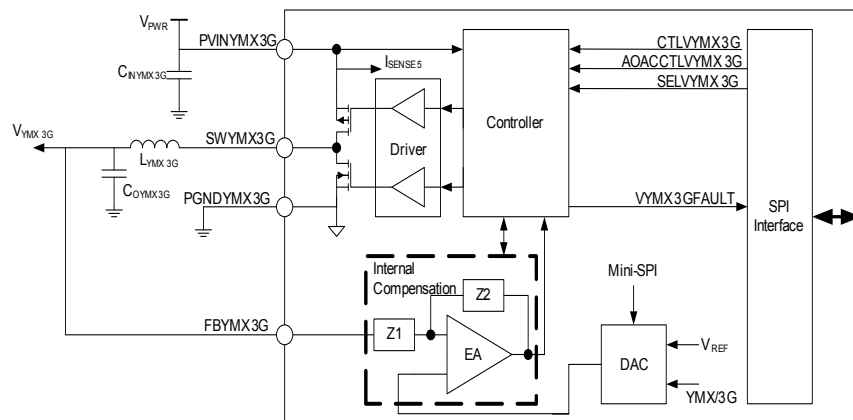 VPWR
PVINYMX3G
CINYMX3G
ISENSE5
CTLVYMX3G
AOACCTLVYMX3G
SELVYMX3G
Controller
VYMX3G
LYMX3G
SWYMX3G
Driver
COYMX3G
PGNDYMX3G
VYMX3GFAULT
SPI
Interface
Internal
Compensation
Z2
Mini-SPI
FBYMX3G
Z1
EA
DAC
VREF
YMX/3G